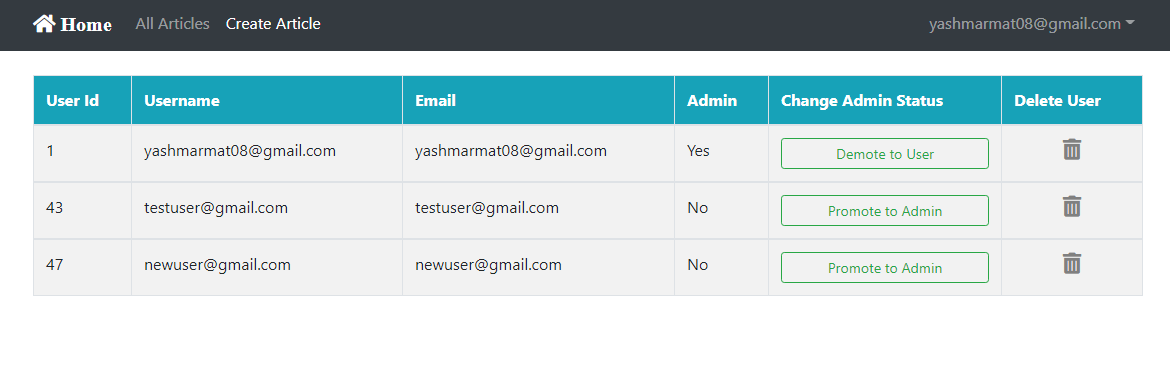 Home All Articles Create Article yashmarmat08@gmail.com
User Id Username Email Admin Change Admin Status Delete User
1 yashmarmat08@gmail.com yashmarmat08@gmail.com Yes Demote to User
43 testuser@gmail.com testuser@gmail.com No Promote to Admin
47 newuser@gmail.com newuser@gmail.com No Promote to Admin